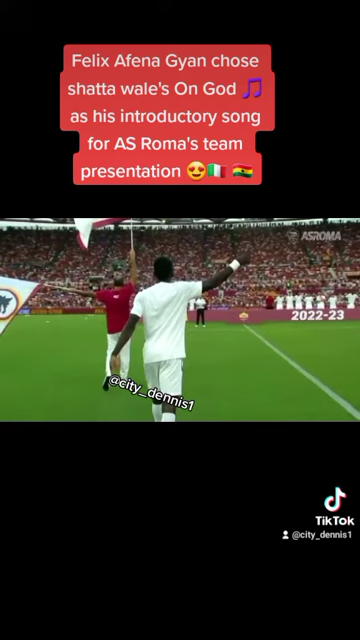 Felix Afena Gyan chose
shatta wale's On God 🎵
as his introductory song
for AS Roma's team
presentation 😍🇮🇹 🇬🇭
ASROMA
2022-23
@city_dennis1
TikTok
@city_dennis1